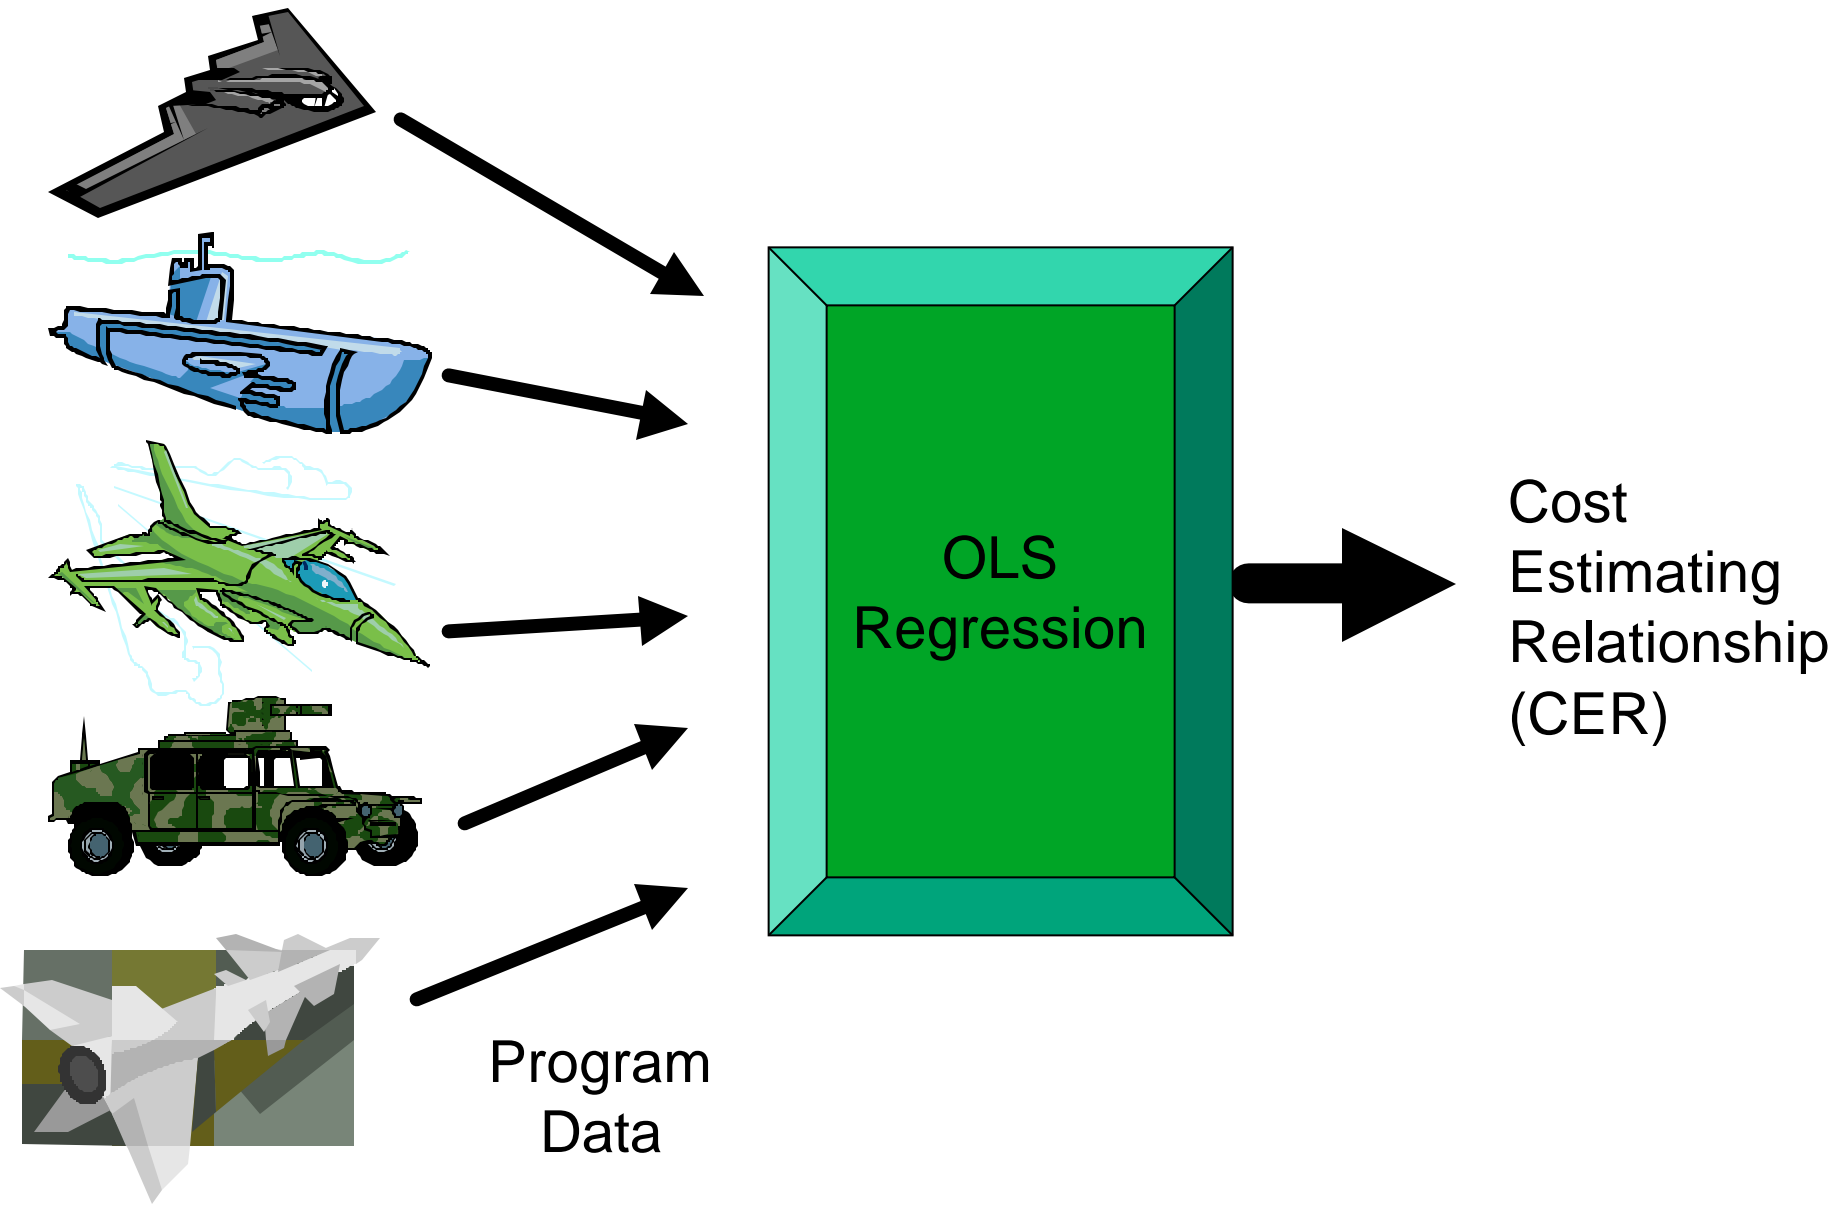 OLS
Regression
Cost
Estimating
Relationship
(CER)
Program
Data